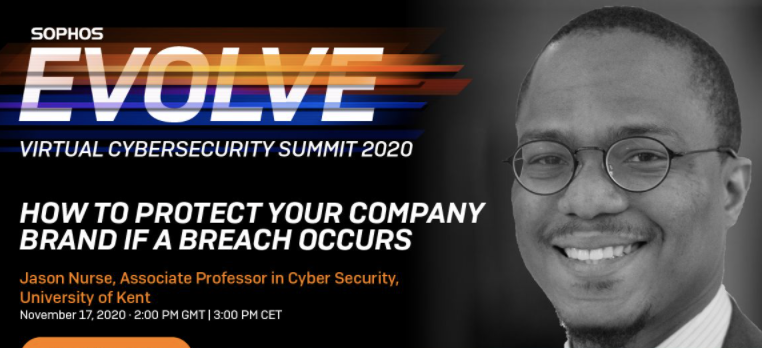 SOPHOS
EVOLVE
VIRTUAL CYBERSECURITY SUMMIT 2020
HOW TO PROTECT YOUR COMPANY
BRAND IF A BREACH OCCURS
Jason Nurse, Associate Professor in Cyber Security,
University of Kent
November 17, 2020 · 2:00 PM GMT | 3:00 PM CET